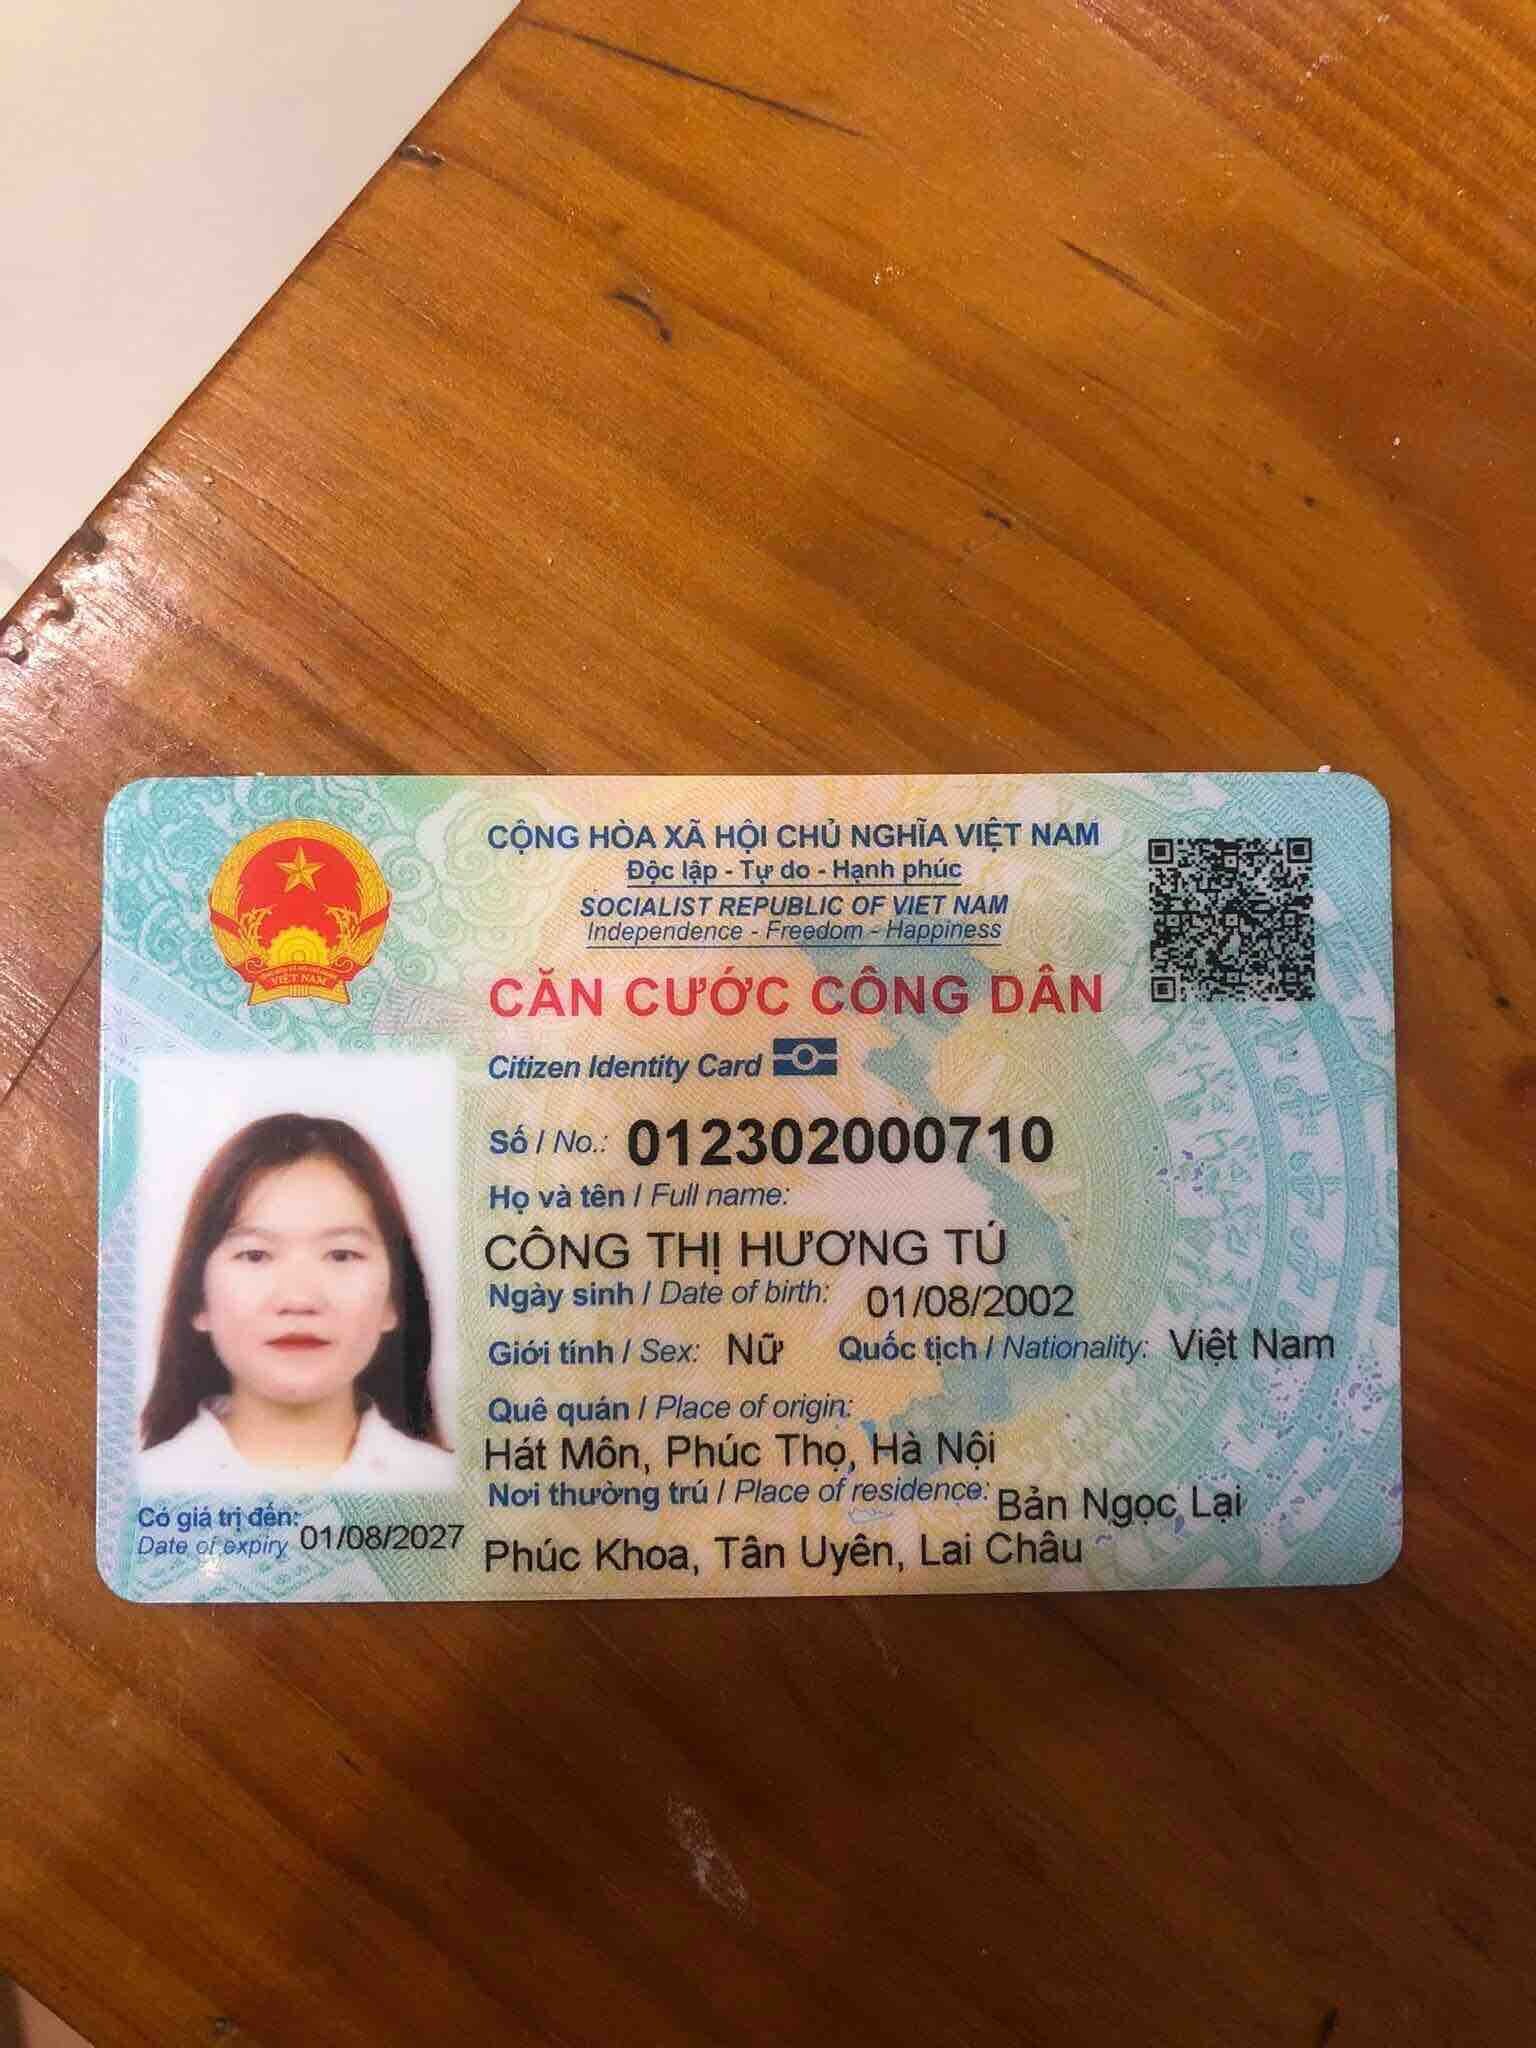 CỘNG HÒA XÃ HỘI CHỦ NGHĨA VIỆT NAM
Độc lập - Tự do - Hạnh phúc
SOCIALIST REPUBLIC OF VIET NAM
Independence - Freedom - Happiness
VIET NAM
CĂN CƯỚC CÔNG DÂN
Citizen Identity Card
Số / No.: 012302000710
Họ và tên / Full name:
CÔNG THỊ HƯƠNG TÚ
Ngày sinh / Date of birth: 01/08/2002
Giới tính / Sex: Nữ Quốc tịch / Nationality: Việt Nam
Quê quán / Place of origin:
Hát Môn, Phúc Thọ, Hà Nội
Nơi thường trú / Place of residence: Bản Ngọc Lại
Phúc Khoa, Tân Uyên, Lai Châu
Có giá trị đến: 01/08/2027
Date of expiry